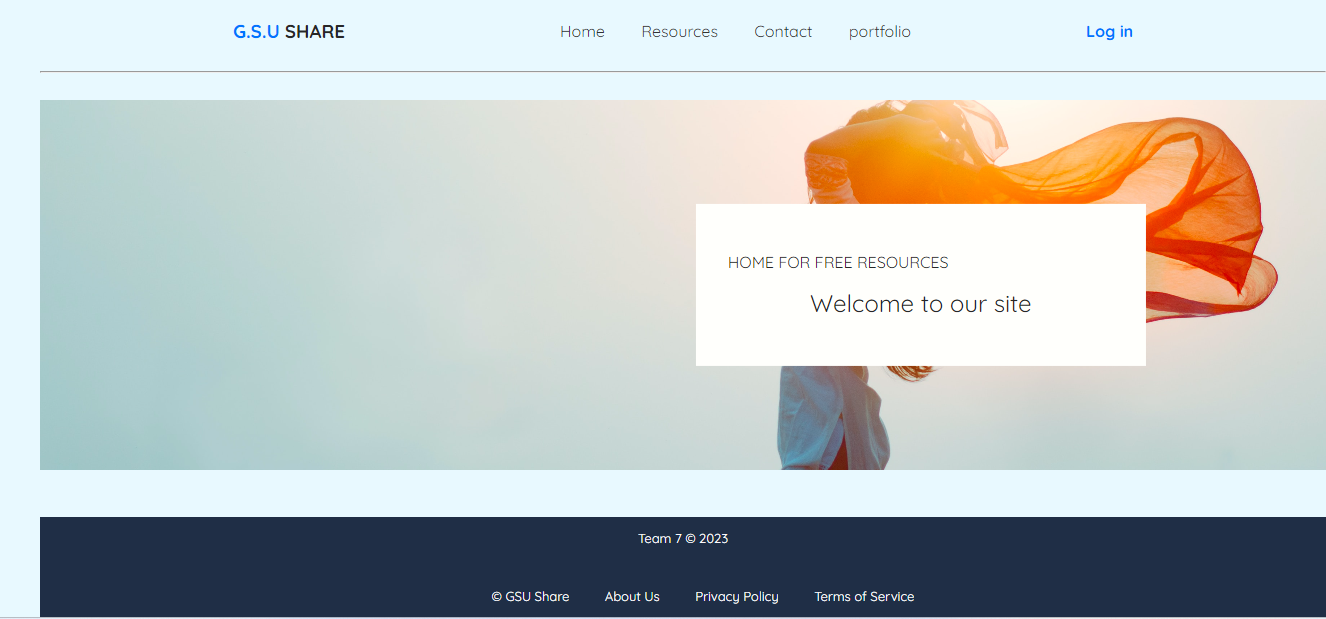 G.S.U SHARE Home Resources Contact portfolio Log in
HOME FOR FREE RESOURCES
Welcome to our site
Team 7 © 2023
© GSU Share About Us Privacy Policy Terms of Service